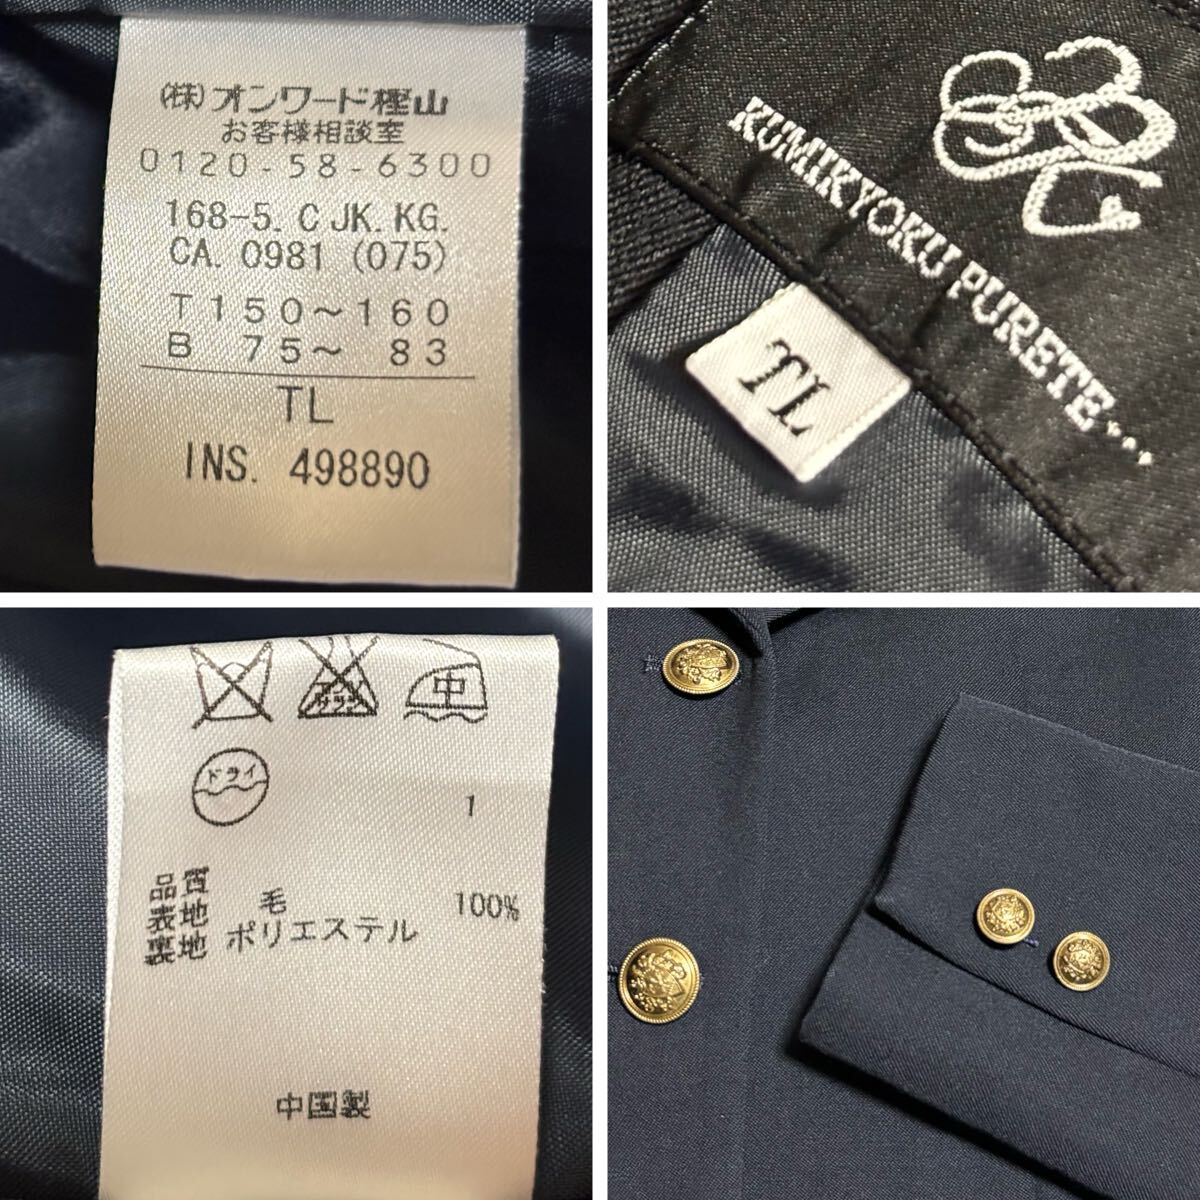 (株)オンワード樫山
お客様相談室
0120-58-6300
168-5. C JK. KG.
CA. 0981 (075)
T 150~160
B 75~ 83
TL
INS. 498890
KUMIKYOKU PURETE...
TL
中
ドライ
1
品質
表地 毛 100%
裏地 ポリエステル
中国製